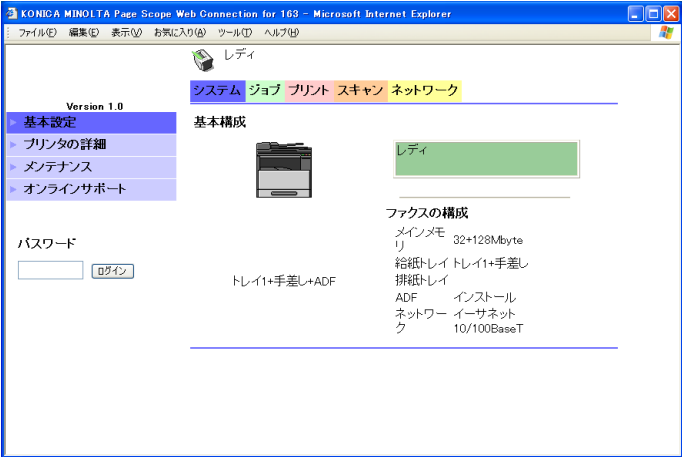 KONICA MINOLTA Page Scope Web Connection for 163 - Microsoft Internet Explorer
ファイル(F) 編集(E) 表示(V) お気に入り(A) ツール(T) ヘルプ(H)
レディ
システム ジョブ プリント スキャン ネットワーク
Version 1.0
基本設定
プリンタの詳細
メンテナンス
オンラインサポート
パスワード
ログイン
基本構成
レディ
トレイ1+手差し+ADF
ファクスの構成
メインメモリ 32+128Mbyte
給紙トレイ トレイ1+手差し
排紙トレイ
ADF インストール
ネットワーク イーサネット
10/100BaseT